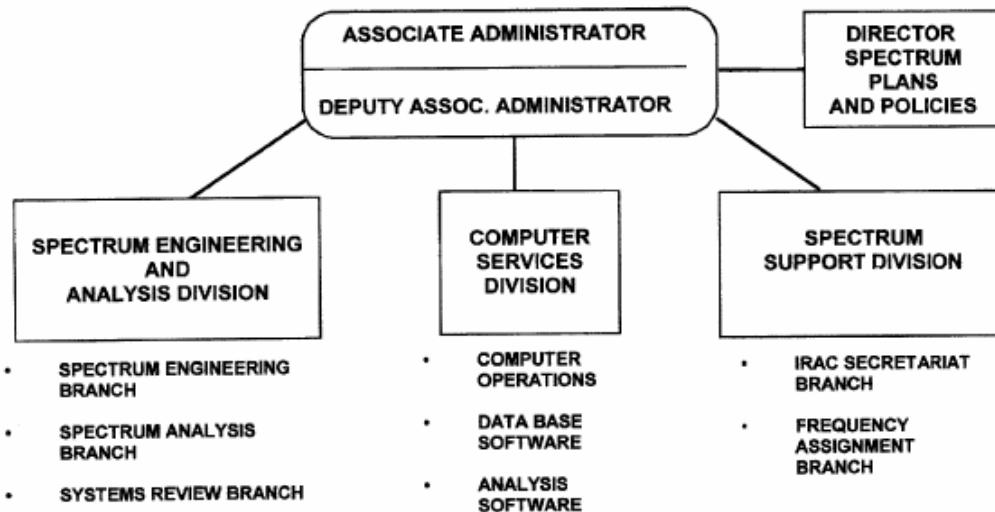 ASSOCIATE ADMINISTRATOR
DEPUTY ASSOC. ADMINISTRATOR
DIRECTOR
SPECTRUM
PLANS
AND POLICIES
SPECTRUM ENGINEERING
AND
ANALYSIS DIVISION
COMPUTER
SERVICES
DIVISION
SPECTRUM
SUPPORT DIVISION
• SPECTRUM ENGINEERING
BRANCH
• SPECTRUM ANALYSIS
BRANCH
• SYSTEMS REVIEW BRANCH
• COMPUTER
OPERATIONS
• DATA BASE
SOFTWARE
• ANALYSIS
SOFTWARE
• IRAC SECRETARIAT
BRANCH
• FREQUENCY
ASSIGNMENT
BRANCH